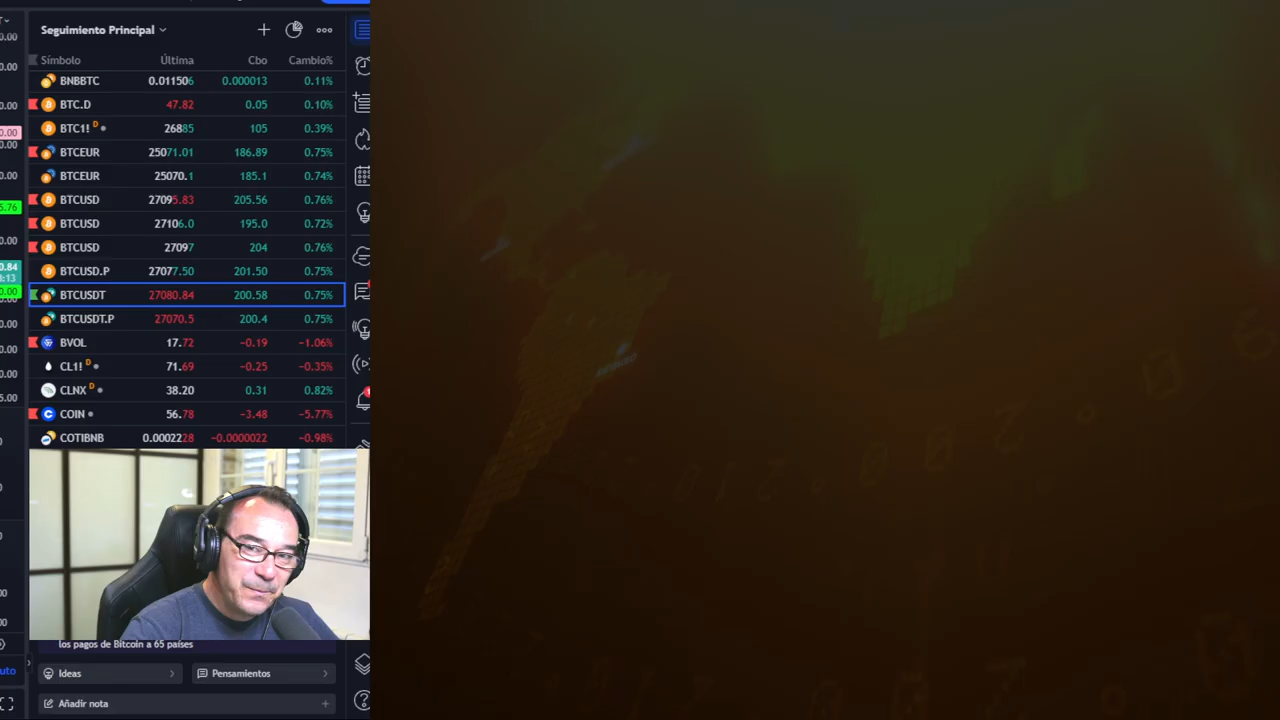 Seguimiento Principal
Símbolo Última Cbo Cambio%
BNBBTC 0.011506 0.000013 0.11%
BTC.D 47.82 0.05 0.10%
BTC1! D 26885 105 0.39%
BTCEUR 25071.01 186.89 0.75%
BTCEUR 25070.1 185.1 0.74%
BTCUSD 27095.83 205.56 0.76%
BTCUSD 27106.0 195.0 0.72%
BTCUSD 27097 204 0.76%
BTCUSD.P 27077.50 201.50 0.75%
BTCUSDT 27080.84 200.58 0.75%
BTCUSDT.P 27070.5 200.4 0.75%
BVOL 17.72 −0.19 −1.06%
CL1! D 71.69 −0.25 −0.35%
CLNX D 38.20 0.31 0.82%
COIN 56.78 −3.48 −5.77%
COTIBNB 0.0002228 −0.0000022 −0.98%
los pagos de Bitcoin a 65 países
Ideas Pensamientos
Añadir nota